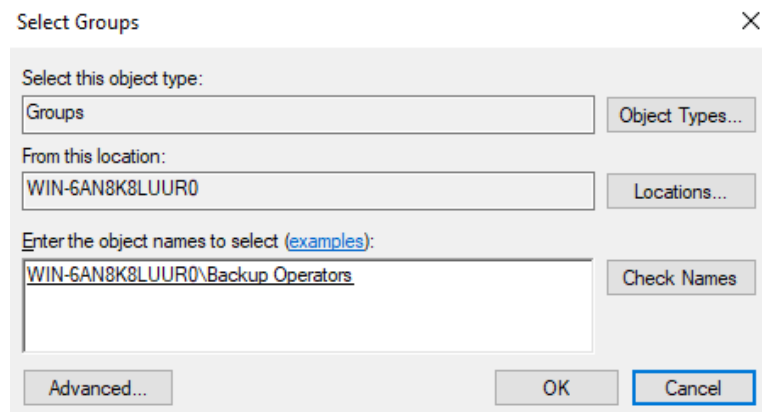 Select Groups
Select this object type:
Groups
Object Types...
From this location:
WIN-6AN8K8LUUR0
Locations...
Enter the object names to select (examples):
WIN-6AN8K8LUUR0\Backup Operators
Check Names
Advanced...
OK
Cancel